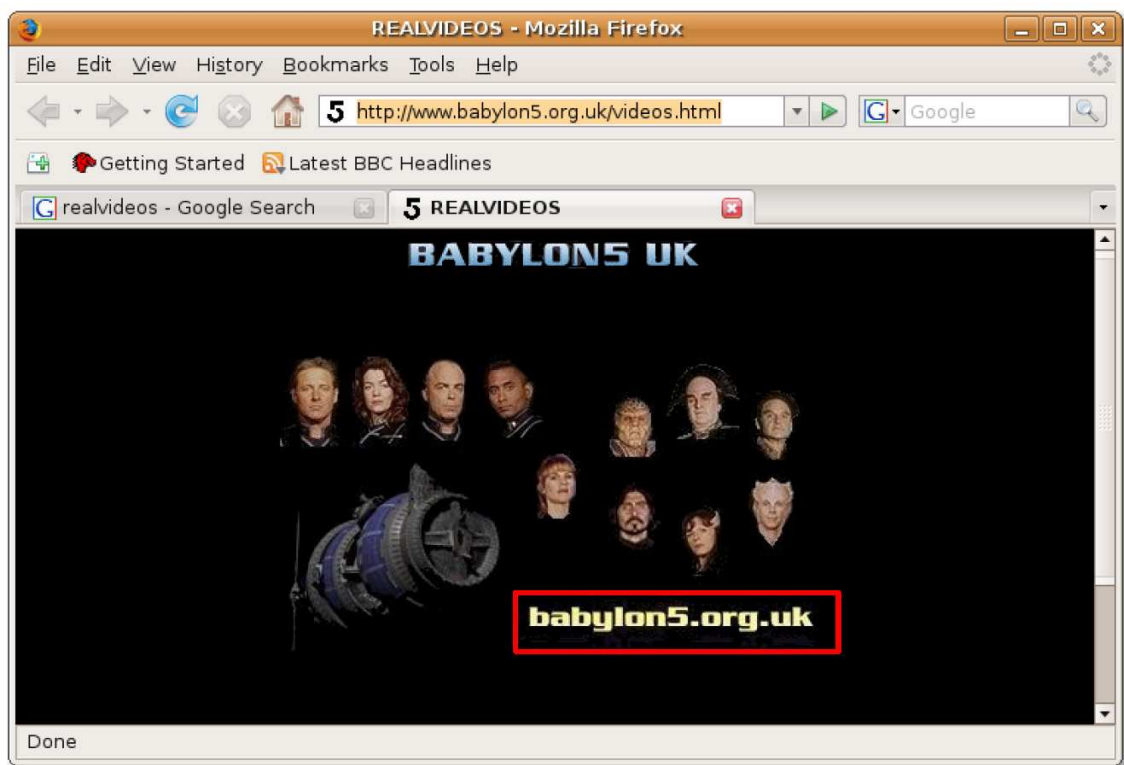 REALVIDEOS - Mozilla Firefox
File Edit View History Bookmarks Tools Help
5 http://www.babylon5.org.uk/videos.html G Google
Getting Started Latest BBC Headlines
G realvideos - Google Search 5 REALVIDEOS
BABYLON5 UK
babylon5.org.uk
Done